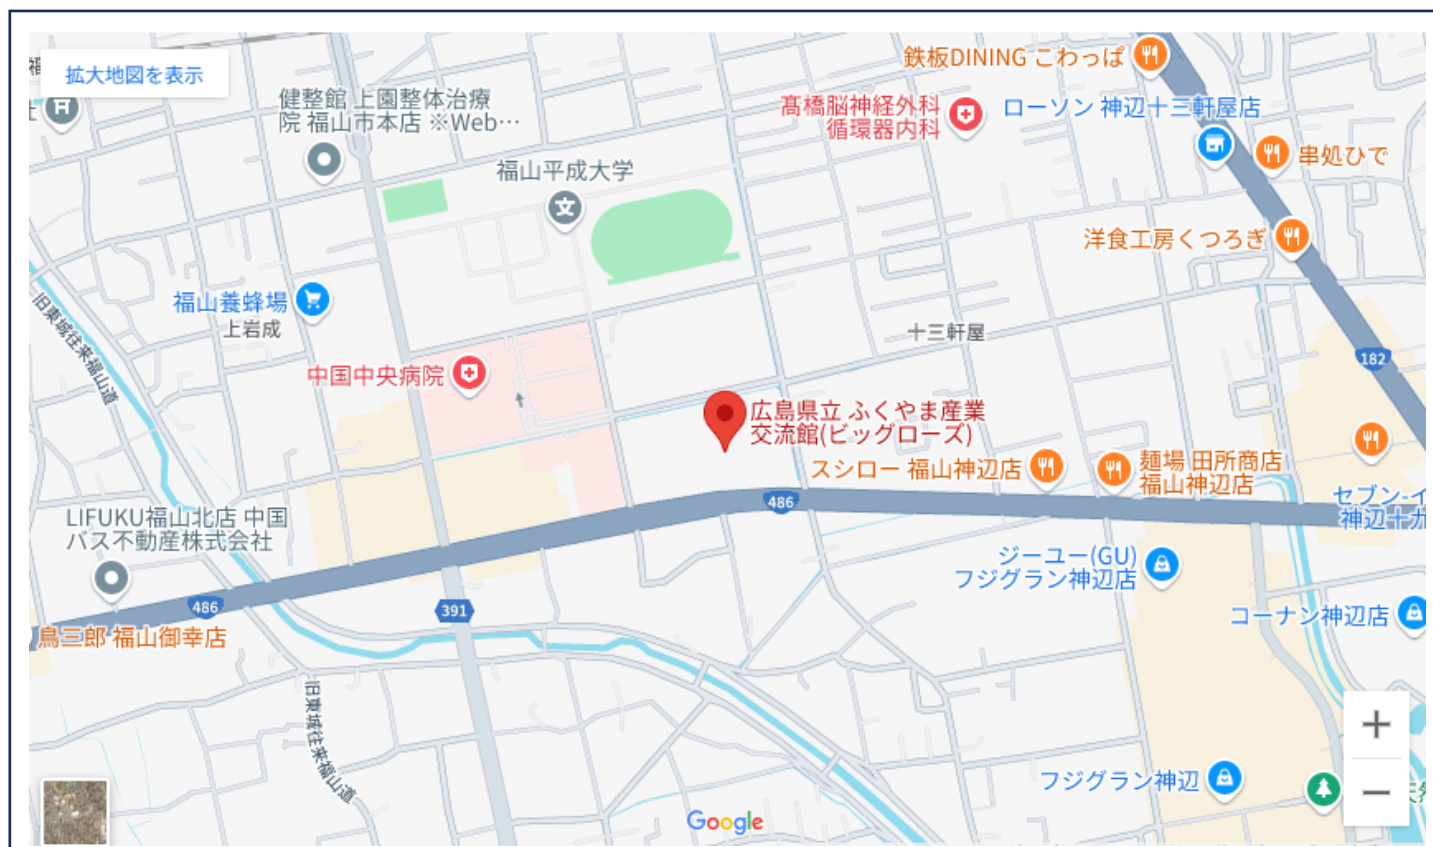 拡大地図を表示
鉄板DINING こわっぱ
健整館 上園整体治療
院 福山市本店 ※Web…
髙橋脳神経外科
循環器内科
ローソン 神辺十三軒屋店
串処ひで
福山平成大学
文
洋食工房くつろぎ
福山養蜂場
上岩成
旧東城往来福山道
十三軒屋
182
中国中央病院
広島県立 ふくやま産業
交流館(ビッグローズ)
スシロー 福山神辺店
麺場 田所商店
福山神辺店
486
セブン-イ
神辺十九
LIFUKU福山北店 中国
バス不動産株式会社
ジーユー(GU)
フジグラン神辺店
486
391
コーナン神辺店
鳥三郎 福山御幸店
旧東城往来福山道
フジグラン神辺
Google